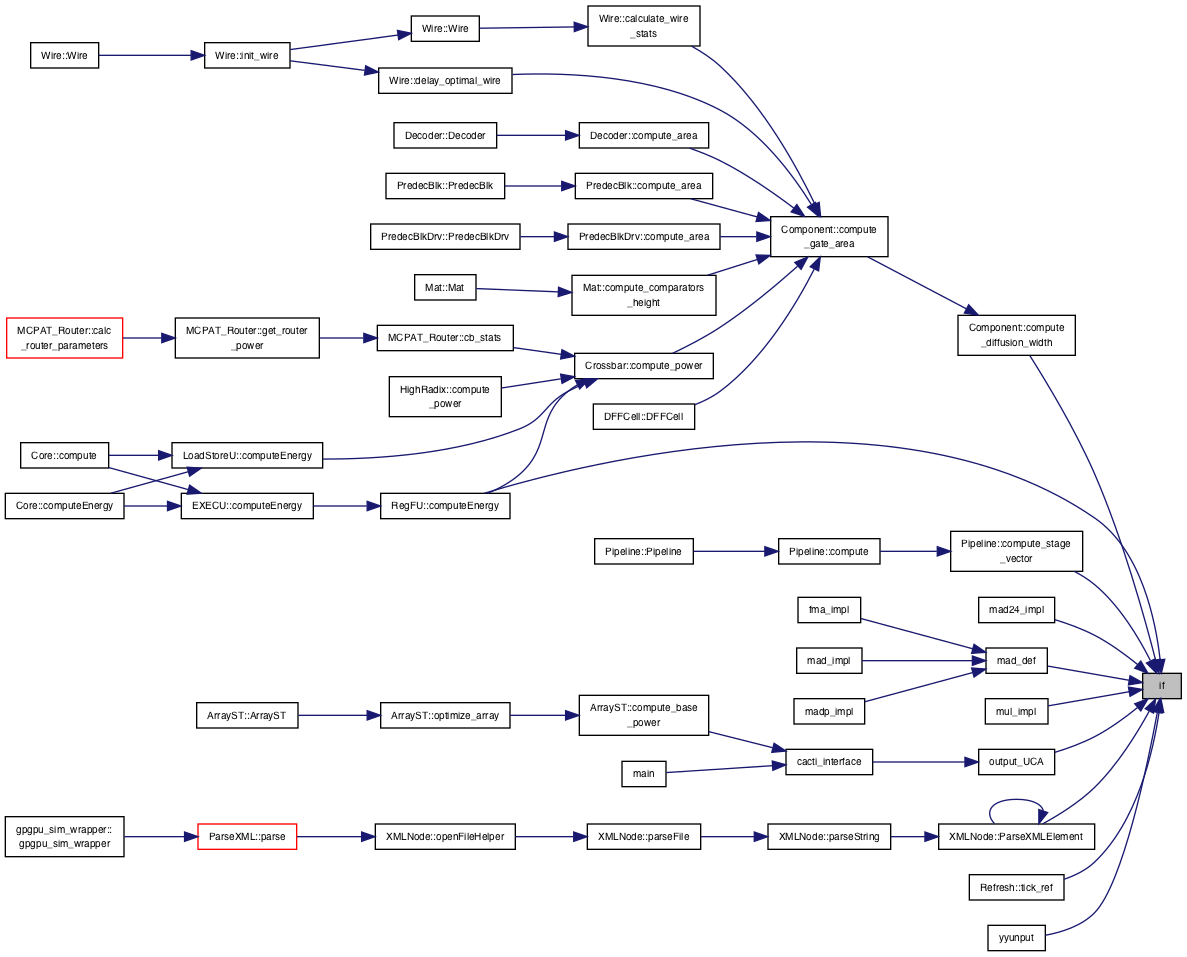 Wire::calculate_wire
_stats
Wire::Wire
Wire::Wire
Wire::init_wire
Wire::delay_optimal_wire
Decoder::Decoder
Decoder::compute_area
PredecBlk::PredecBlk
PredecBlk::compute_area
PredecBlkDrv::PredecBlkDrv
PredecBlkDrv::compute_area
Component::compute
_gate_area
Mat::Mat
Mat::compute_comparators
_height
MCPAT_Router::calc
_router_parameters
MCPAT_Router::get_router
_power
MCPAT_Router::cb_stats
Component::compute
_diffusion_width
Crossbar::compute_power
HighRadix::compute
_power
DFFCell::DFFCell
Core::compute
LoadStoreU::computeEnergy
Core::computeEnergy
EXECU::computeEnergy
RegFU::computeEnergy
Pipeline::Pipeline
Pipeline::compute
Pipeline::compute_stage
_vector
fma_impl
mad24_impl
mad_impl
mad_def
if
madp_impl
mul_impl
ArrayST::ArrayST
ArrayST::optimize_array
ArrayST::compute_base
_power
main
cacti_interface
output_UCA
gpgpu_sim_wrapper::
gpgpu_sim_wrapper
ParseXML::parse
XMLNode::openFileHelper
XMLNode::parseFile
XMLNode::parseString
XMLNode::ParseXMLElement
Refresh::tick_ref
yyunput